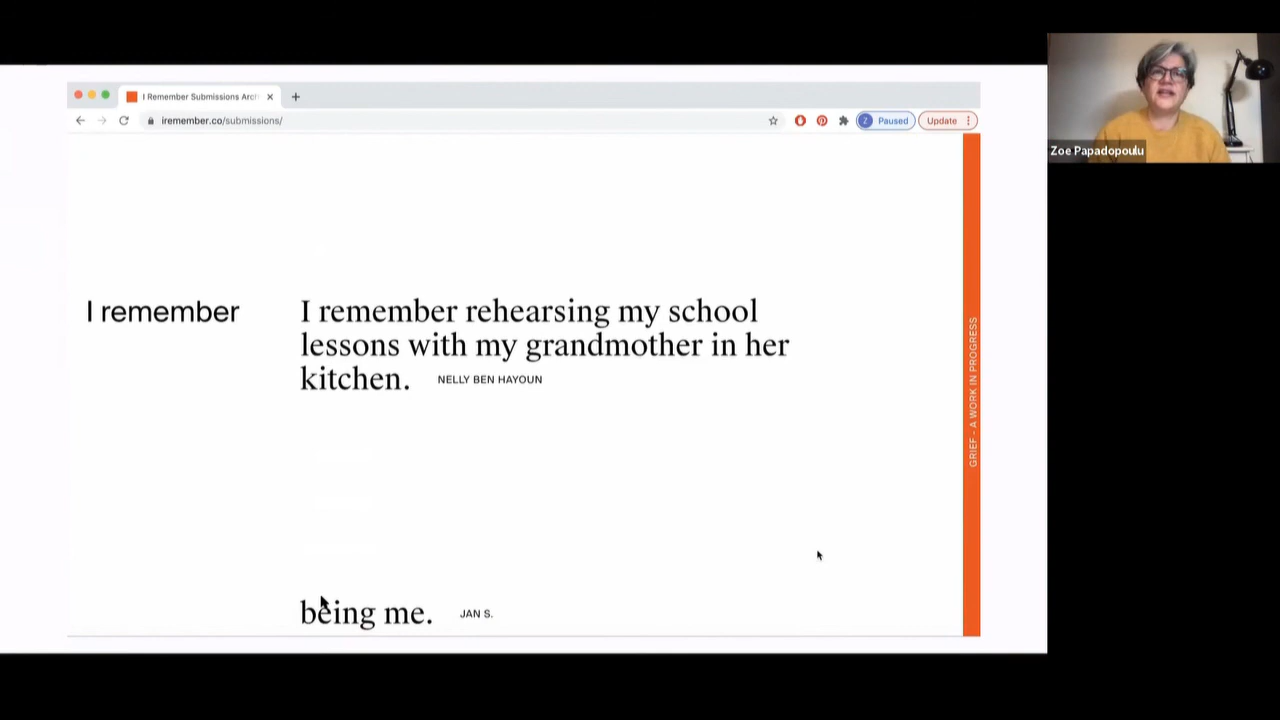 I Remember Submissions Arch
iremember.co/submissions/
Z
Paused
Update
Zoe Papadopoulu
I remember
I remember rehearsing my school
lessons with my grandmother in her
kitchen. NELLY BEN HAYOUN
GRIEF - A WORK IN PROGRESS
being me. JAN S.